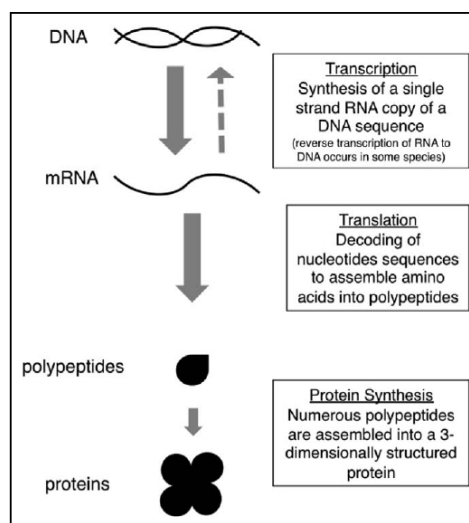 DNA
Transcription
Synthesis of a single
strand RNA copy of a
DNA sequence
(reverse transcription of RNA to
DNA occurs in some species)
mRNA
Translation
Decoding of
nucleotides sequences
to assemble amino
acids into polypeptides
polypeptides
Protein Synthesis
Numerous polypeptides
are assembled into a 3-
dimensionally structured
protein
proteins